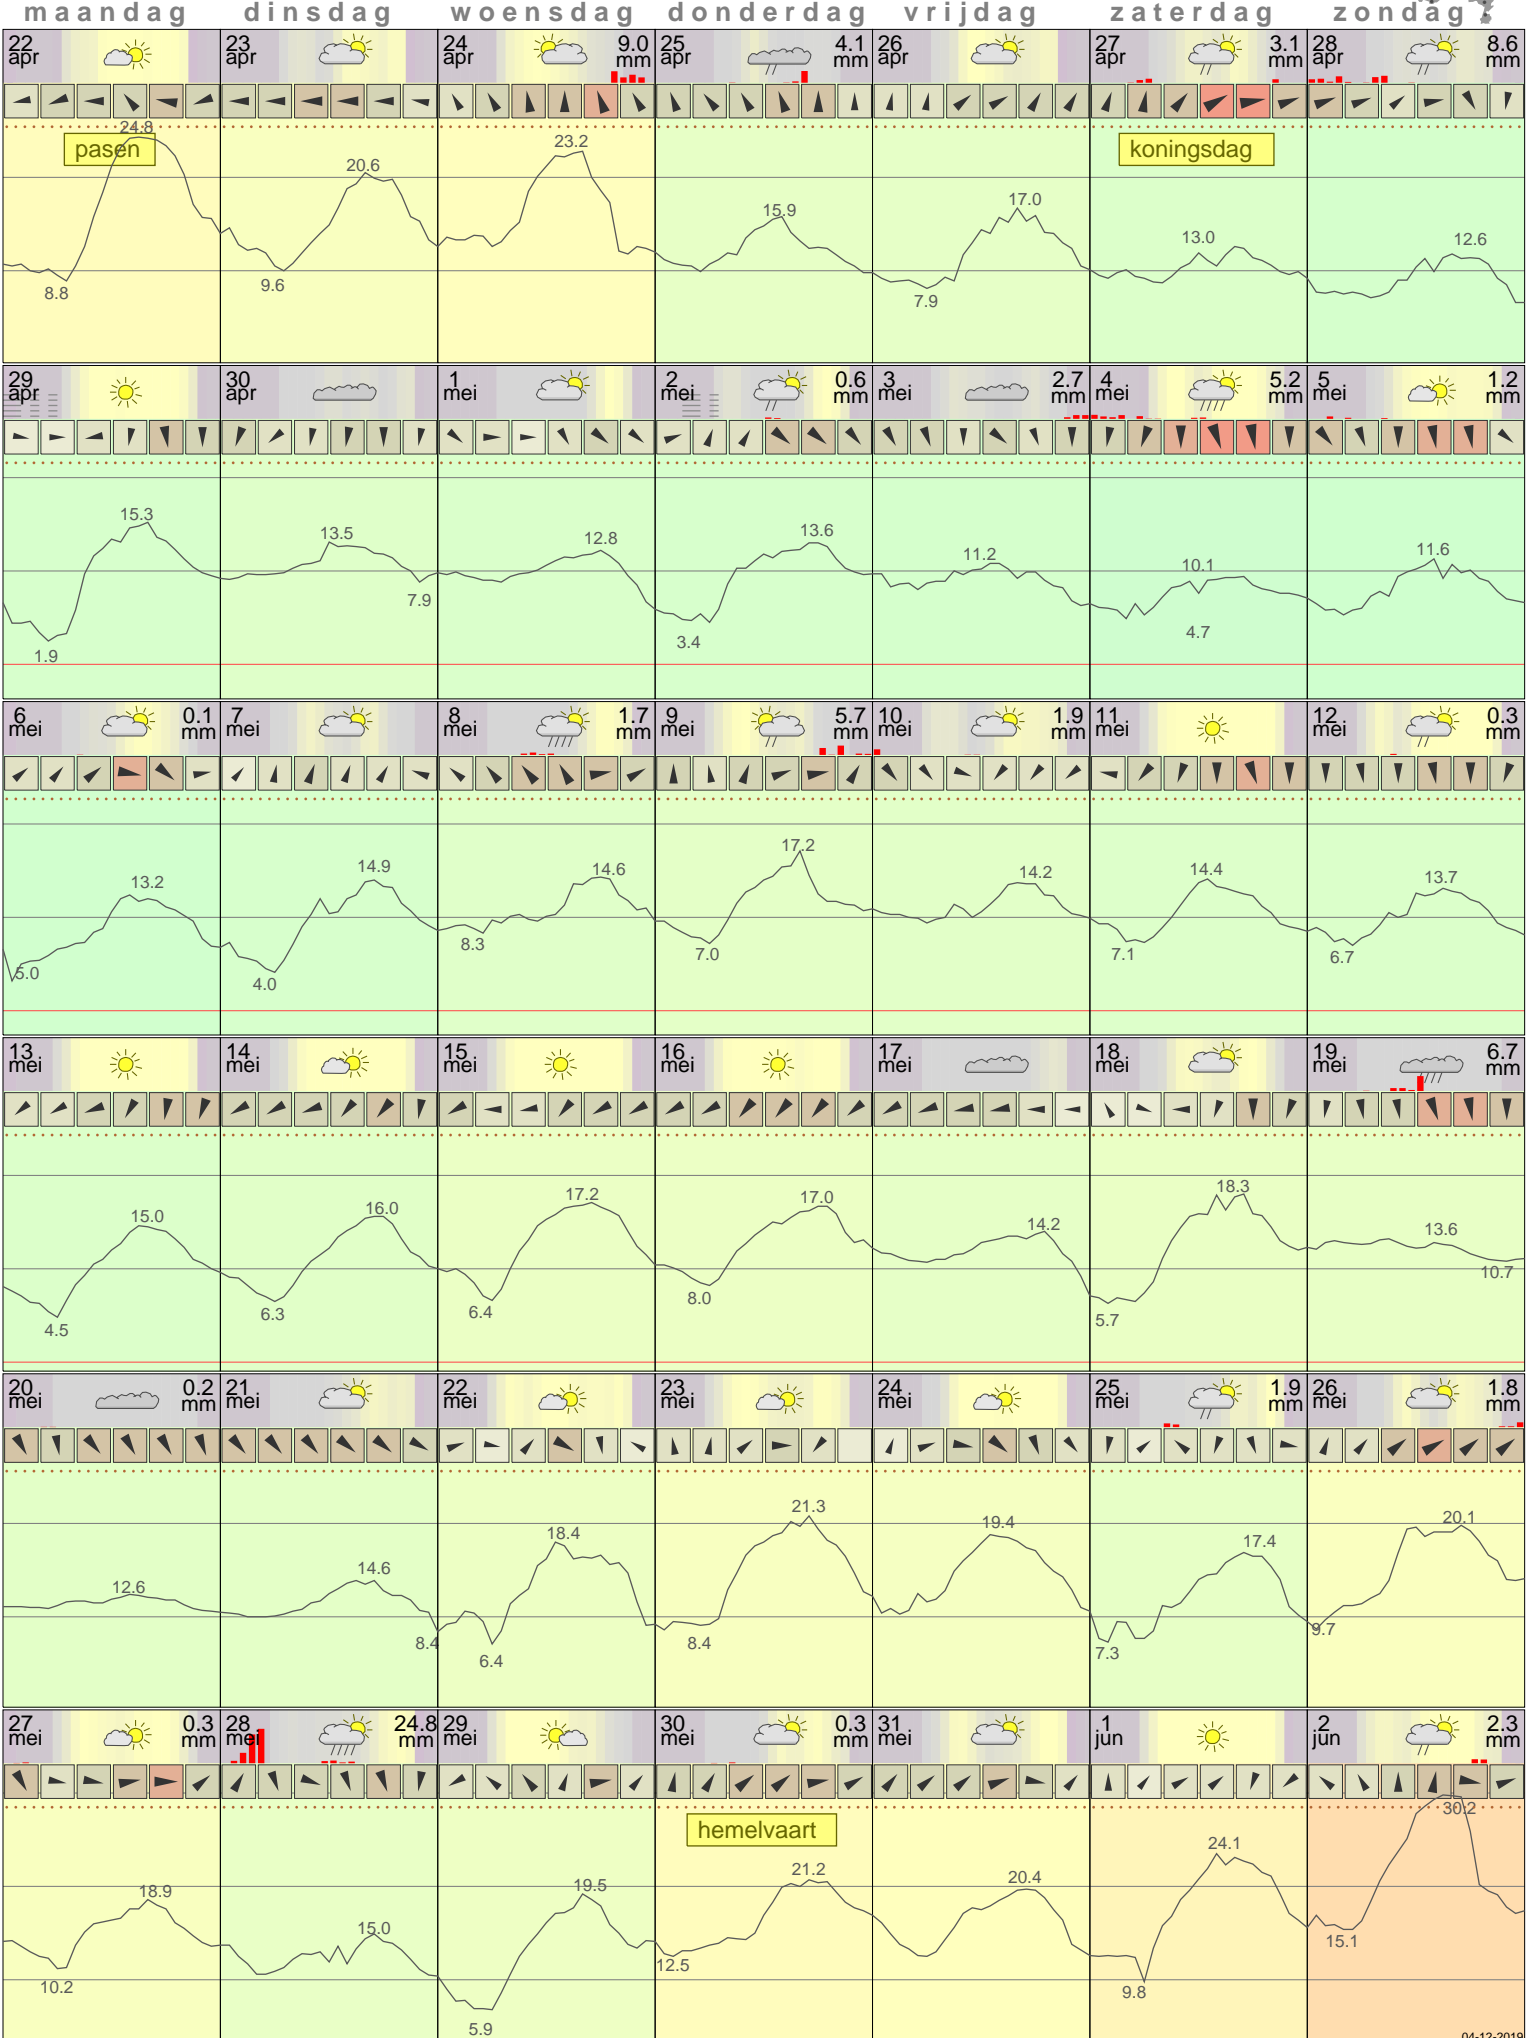 maandag dinsdag woensdag donderdag vrijdag zaterdag zondag
22 apr 23 apr 24 apr 9.0 mm 25 apr 4.1 mm 26 apr 27 apr 3.1 mm 28 apr 8.6 mm
pasen koningsdag
24.8 20.6 23.2 15.9 17.0 13.0 12.6
8.8 9.6 7.9
29 apr 30 apr 1 mei 2 mei 0.6 mm 3 mei 2.7 mm 4 mei 5.2 mm 5 mei 1.2 mm
15.3 13.5 12.8 13.6 11.2 10.1 11.6
1.9 7.9 3.4 4.7
6 mei 0.1 mm 7 mei 8 mei 1.7 mm 9 mei 5.7 mm 10 mei 1.9 mm 11 mei 12 mei 0.3 mm
13.2 14.9 14.6 17.2 14.2 14.4 13.7
5.0 4.0 8.3 7.0 7.1 6.7
13 mei 14 mei 15 mei 16 mei 17 mei 18 mei 19 mei 6.7 mm
15.0 16.0 17.2 17.0 14.2 18.3 13.6
4.5 6.3 6.4 8.0 5.7 10.7
20 mei 0.2 mm 21 mei 22 mei 23 mei 24 mei 25 mei 1.9 mm 26 mei 1.8 mm
12.6 14.6 18.4 21.3 19.4 17.4 20.1
8.4 6.4 8.4 7.3 9.7
27 mei 0.3 mm 28 mei 24.8 mm 29 mei 30 mei 0.3 mm 31 mei 1 jun 2 jun 2.3 mm
hemelvaart
18.9 15.0 19.5 21.2 20.4 24.1 30.2
10.2 5.9 12.5 9.8 15.1
04-12-2019